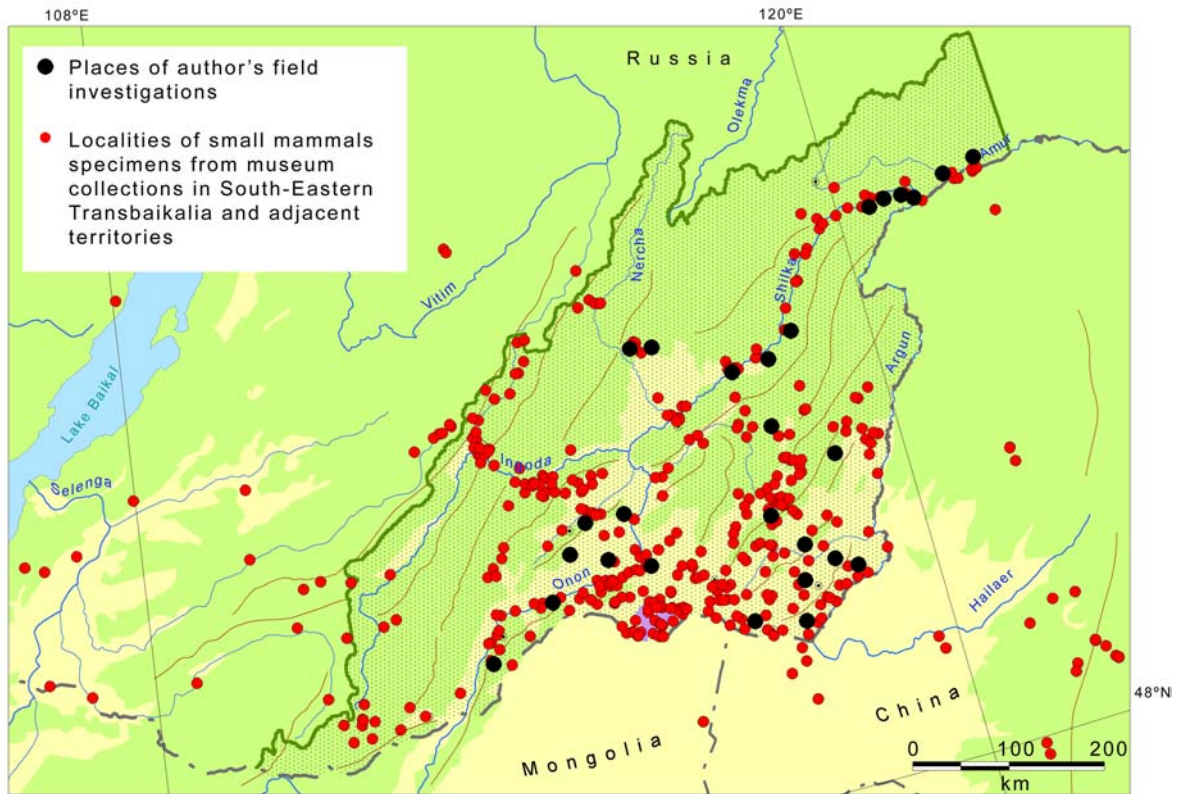 108ºE
120ºE
Places of author's field
investigations
Localities of small mammals
specimens from museum
collections in South-Eastern
Transbaikalia and adjacent
territories
Russia
Olekma
Amur
Nercha
Vitim
Shilka
Argun
Lake Baikal
Ingoda
Selenga
Onon
Hailaer
48ºN
China
Mongolia
0 100 200
km